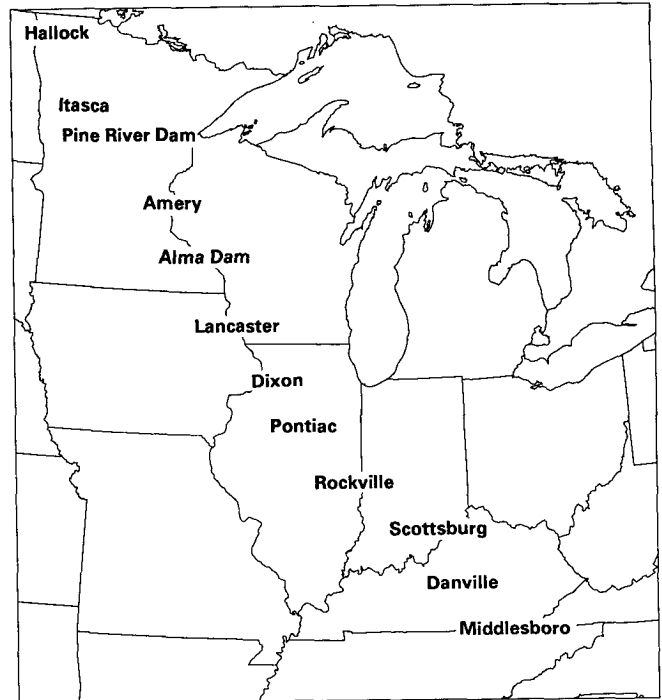 Hallock
Itasca
Pine River Dam
Amery
Alma Dam
Lancaster
Dixon
Pontiac
Rockville
Scottsburg
Danville
Middlesboro